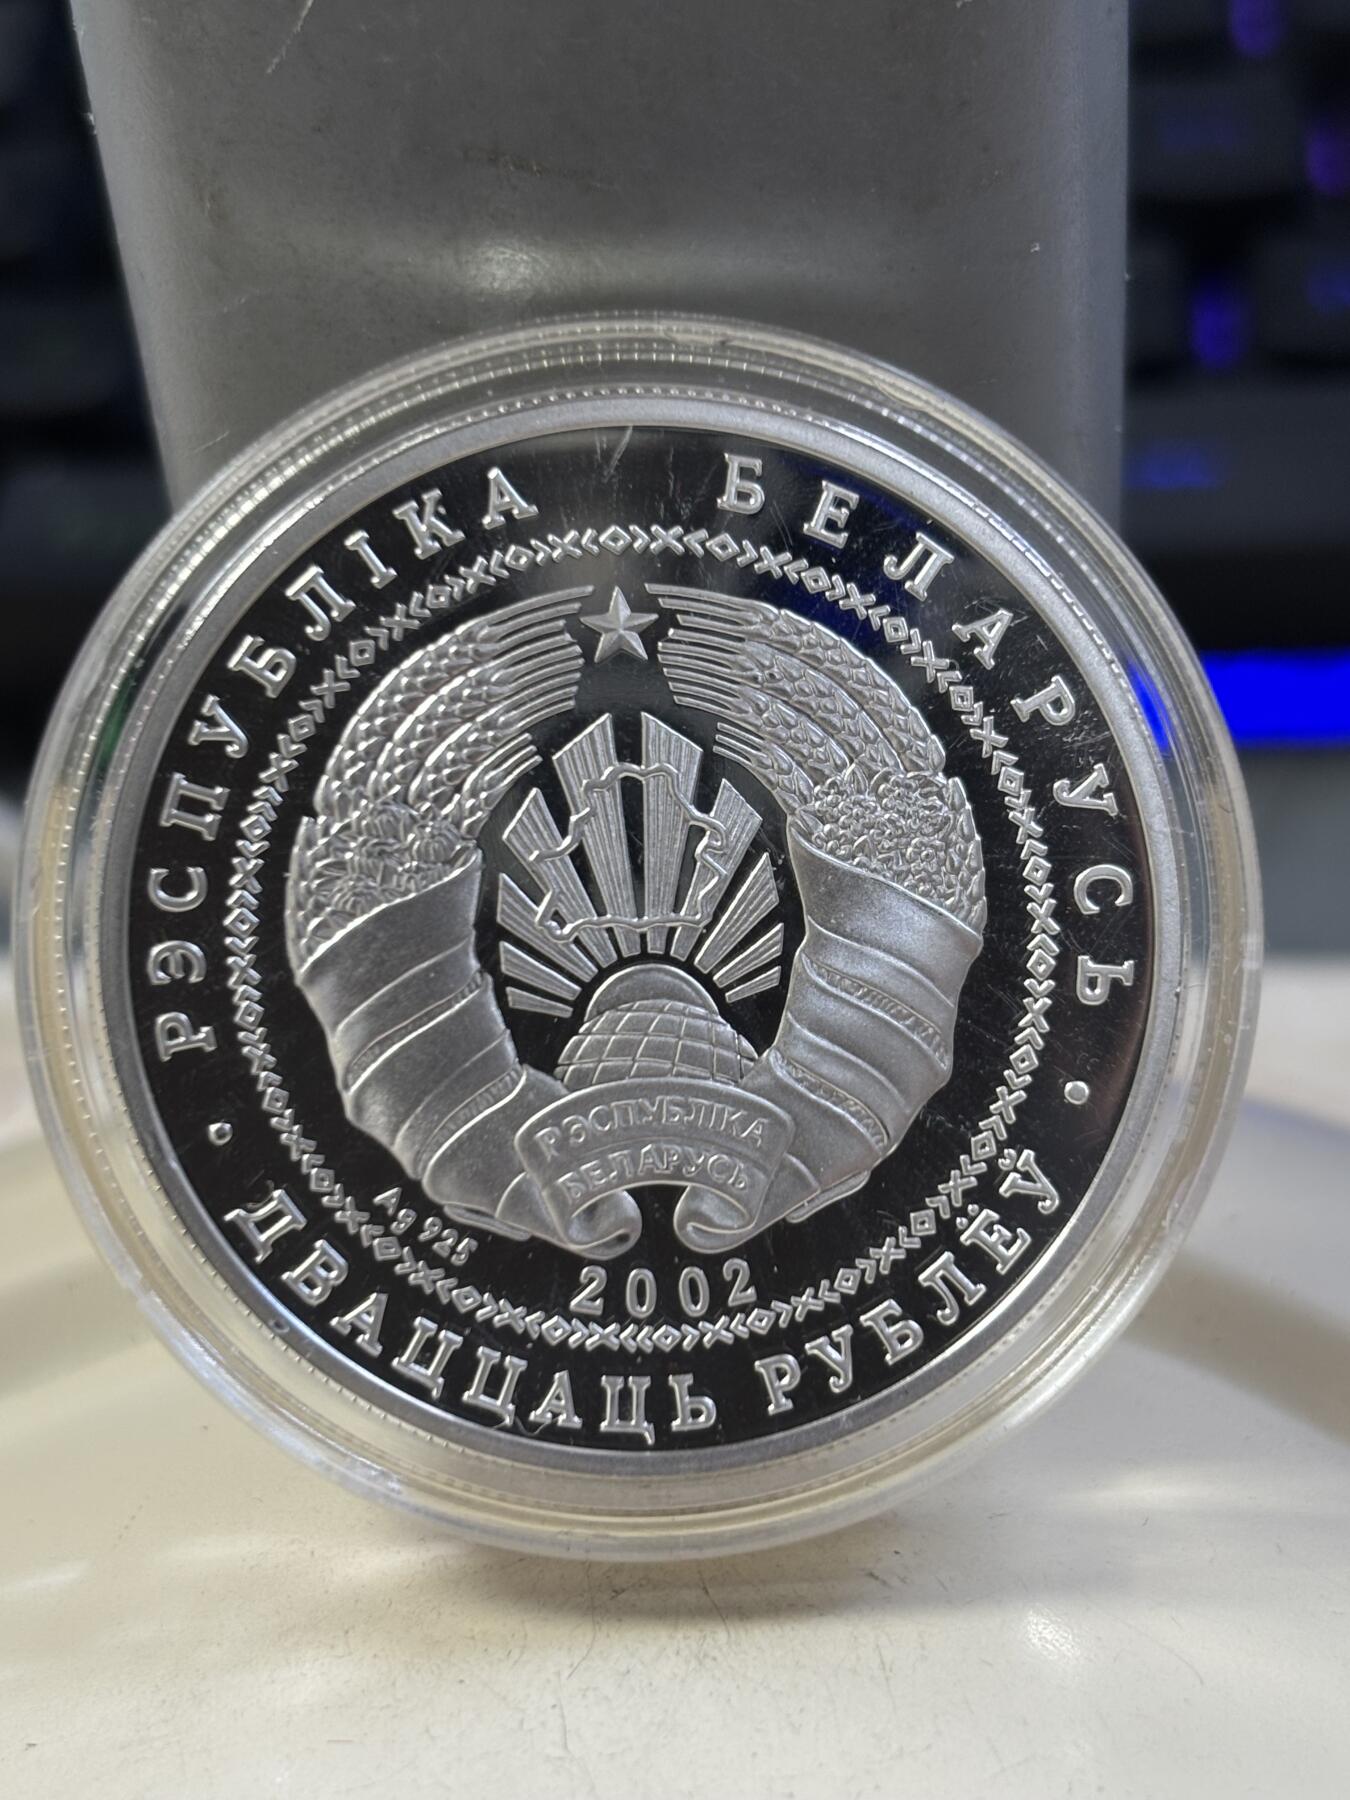 РЭСПУБЛІКА БЕЛАРУСЬ
РЭСПУБЛІКА
БЕЛАРУСЬ
Ag 925
2002
• ДВАЦЦАЦЬ РУБЛЁЎ •